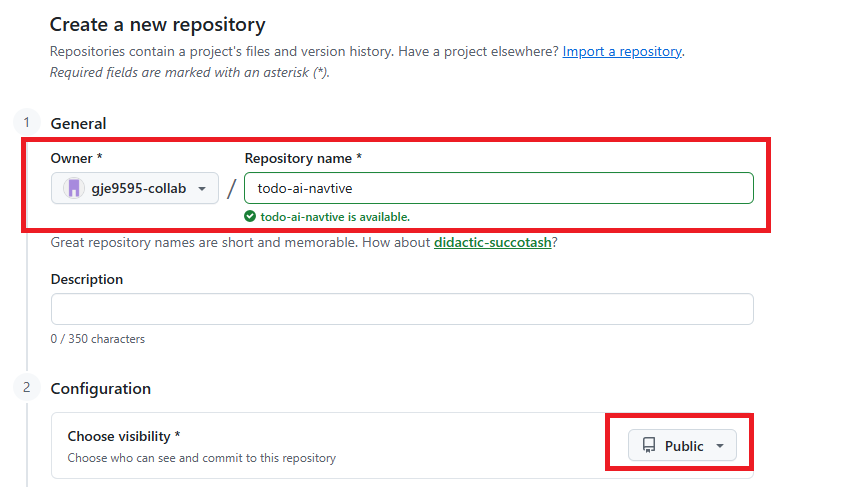 Create a new repository
Repositories contain a project's files and version history. Have a project elsewhere? Import a repository.
Required fields are marked with an asterisk (*).
1 General
Owner * Repository name *
gje9595-collab / todo-ai-navtive
todo-ai-navtive is available.
Great repository names are short and memorable. How about didactic-succotash?
Description
0 / 350 characters
2 Configuration
Choose visibility *
Public
Choose who can see and commit to this repository